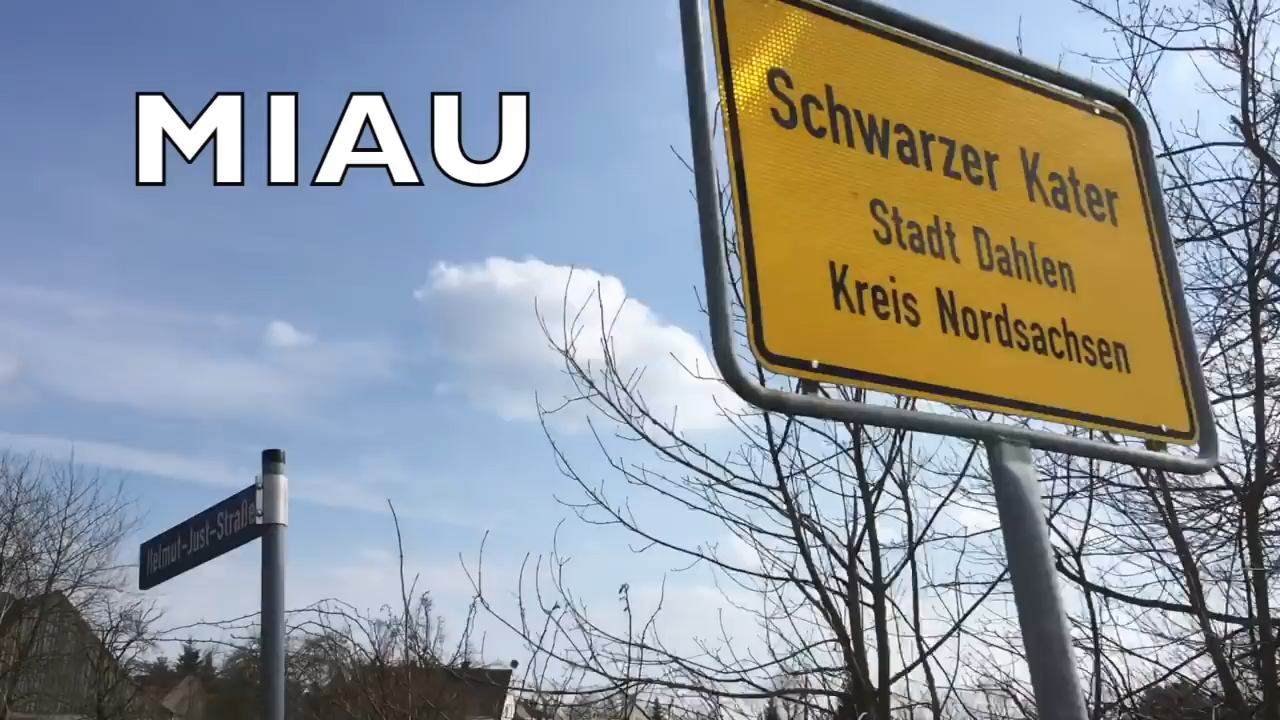 MIAU
Schwarzer Kater
Stadt Dahlen
Kreis Nordsachsen
Helmut-Just-Straße